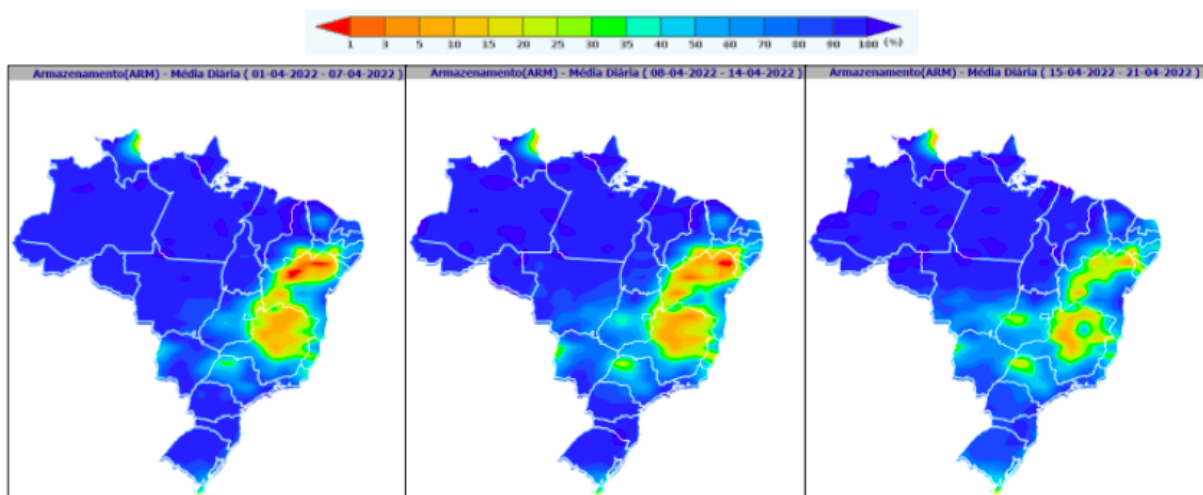 1 3 5 10 15 20 25 30 35 40 50 60 70 80 90 100 (%)
Armazenamento(ARM) - Média Diária ( 01-04-2022 - 07-04-2022 )
Armazenamento(ARM) - Média Diária ( 08-04-2022 - 14-04-2022 )
Armazenamento(ARM) - Média Diária ( 15-04-2022 - 21-04-2022 )